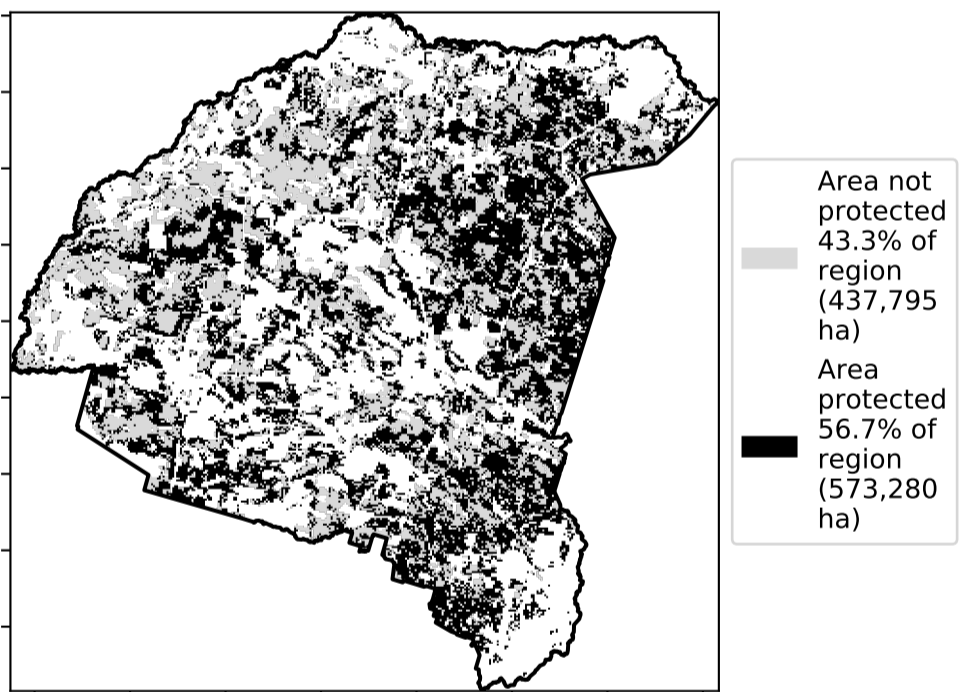 Area not
protected
43.3% of
region
(437,795
ha)
Area
protected
56.7% of
region
(573,280
ha)